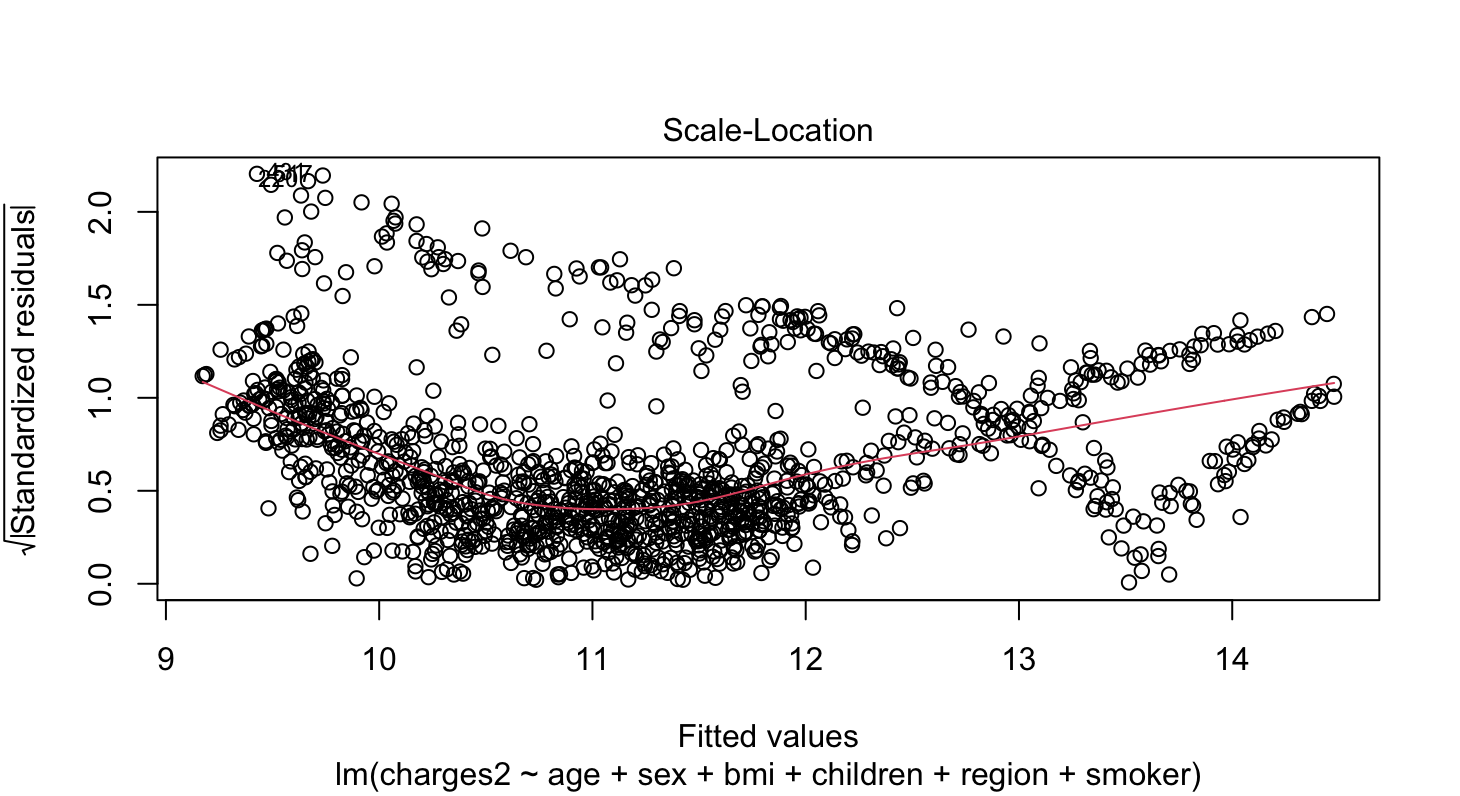 Scale-Location
√|Standardized residuals|
2.0
1.5
1.0
0.5
0.0
9 10 11 12 13 14
Fitted values
lm(charges2 ~ age + sex + bmi + children + region + smoker)